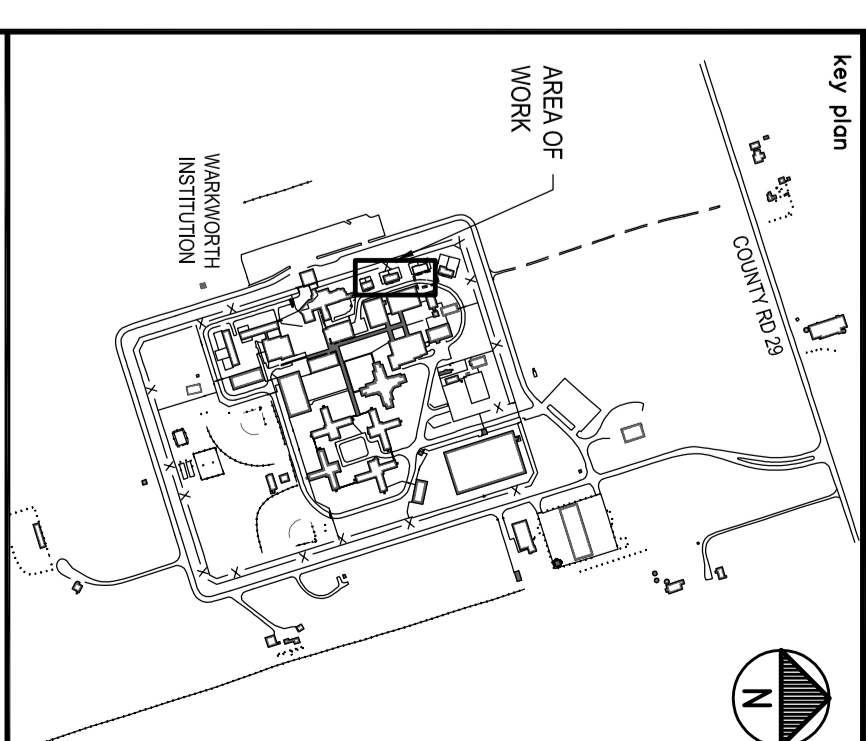 key plan
COUNTY RD 29
AREA OF
WORK
WARKWORTH
INSTITUTION
N